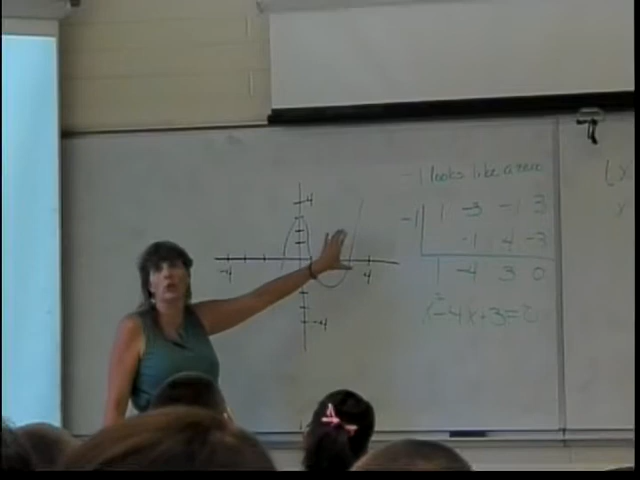 -1 looks like a zero
-1 1 -3 -1 3
-1 4 -3
1 -4 3 0
x²-4x+3=0
4
-4 4
-4
(x
x